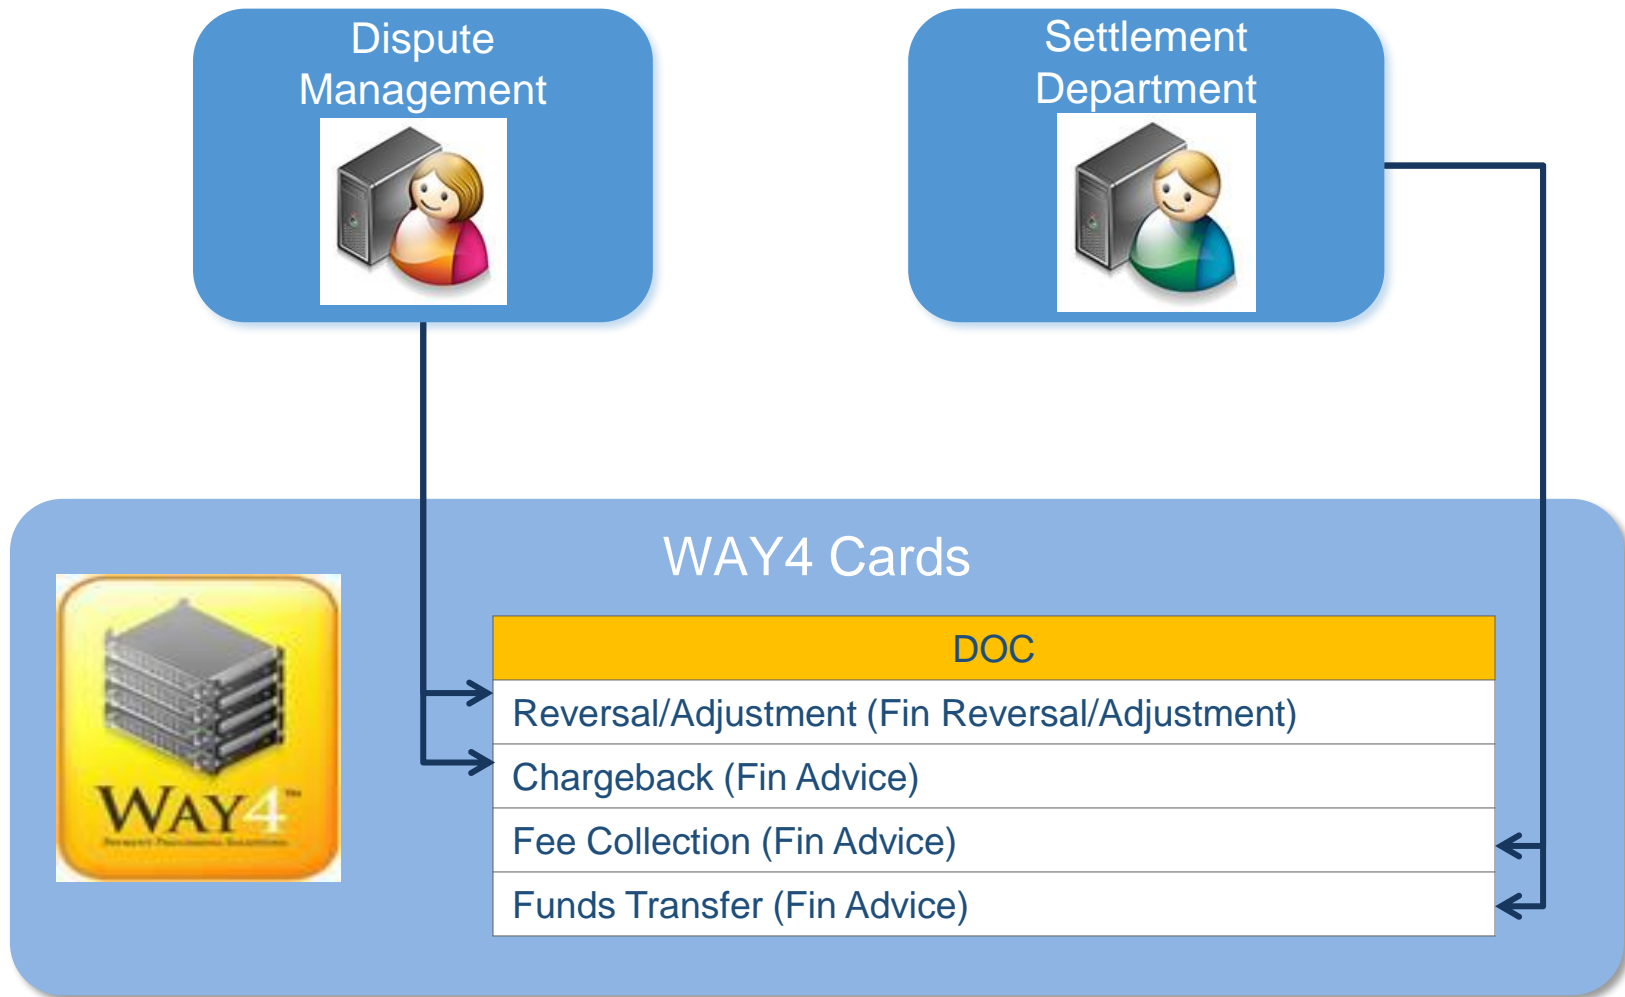 Dispute
Management
Settlement
Department
WAY4 Cards
DOC
Reversal/Adjustment (Fin Reversal/Adjustment)
Chargeback (Fin Advice)
Fee Collection (Fin Advice)
Funds Transfer (Fin Advice)
WAY4™